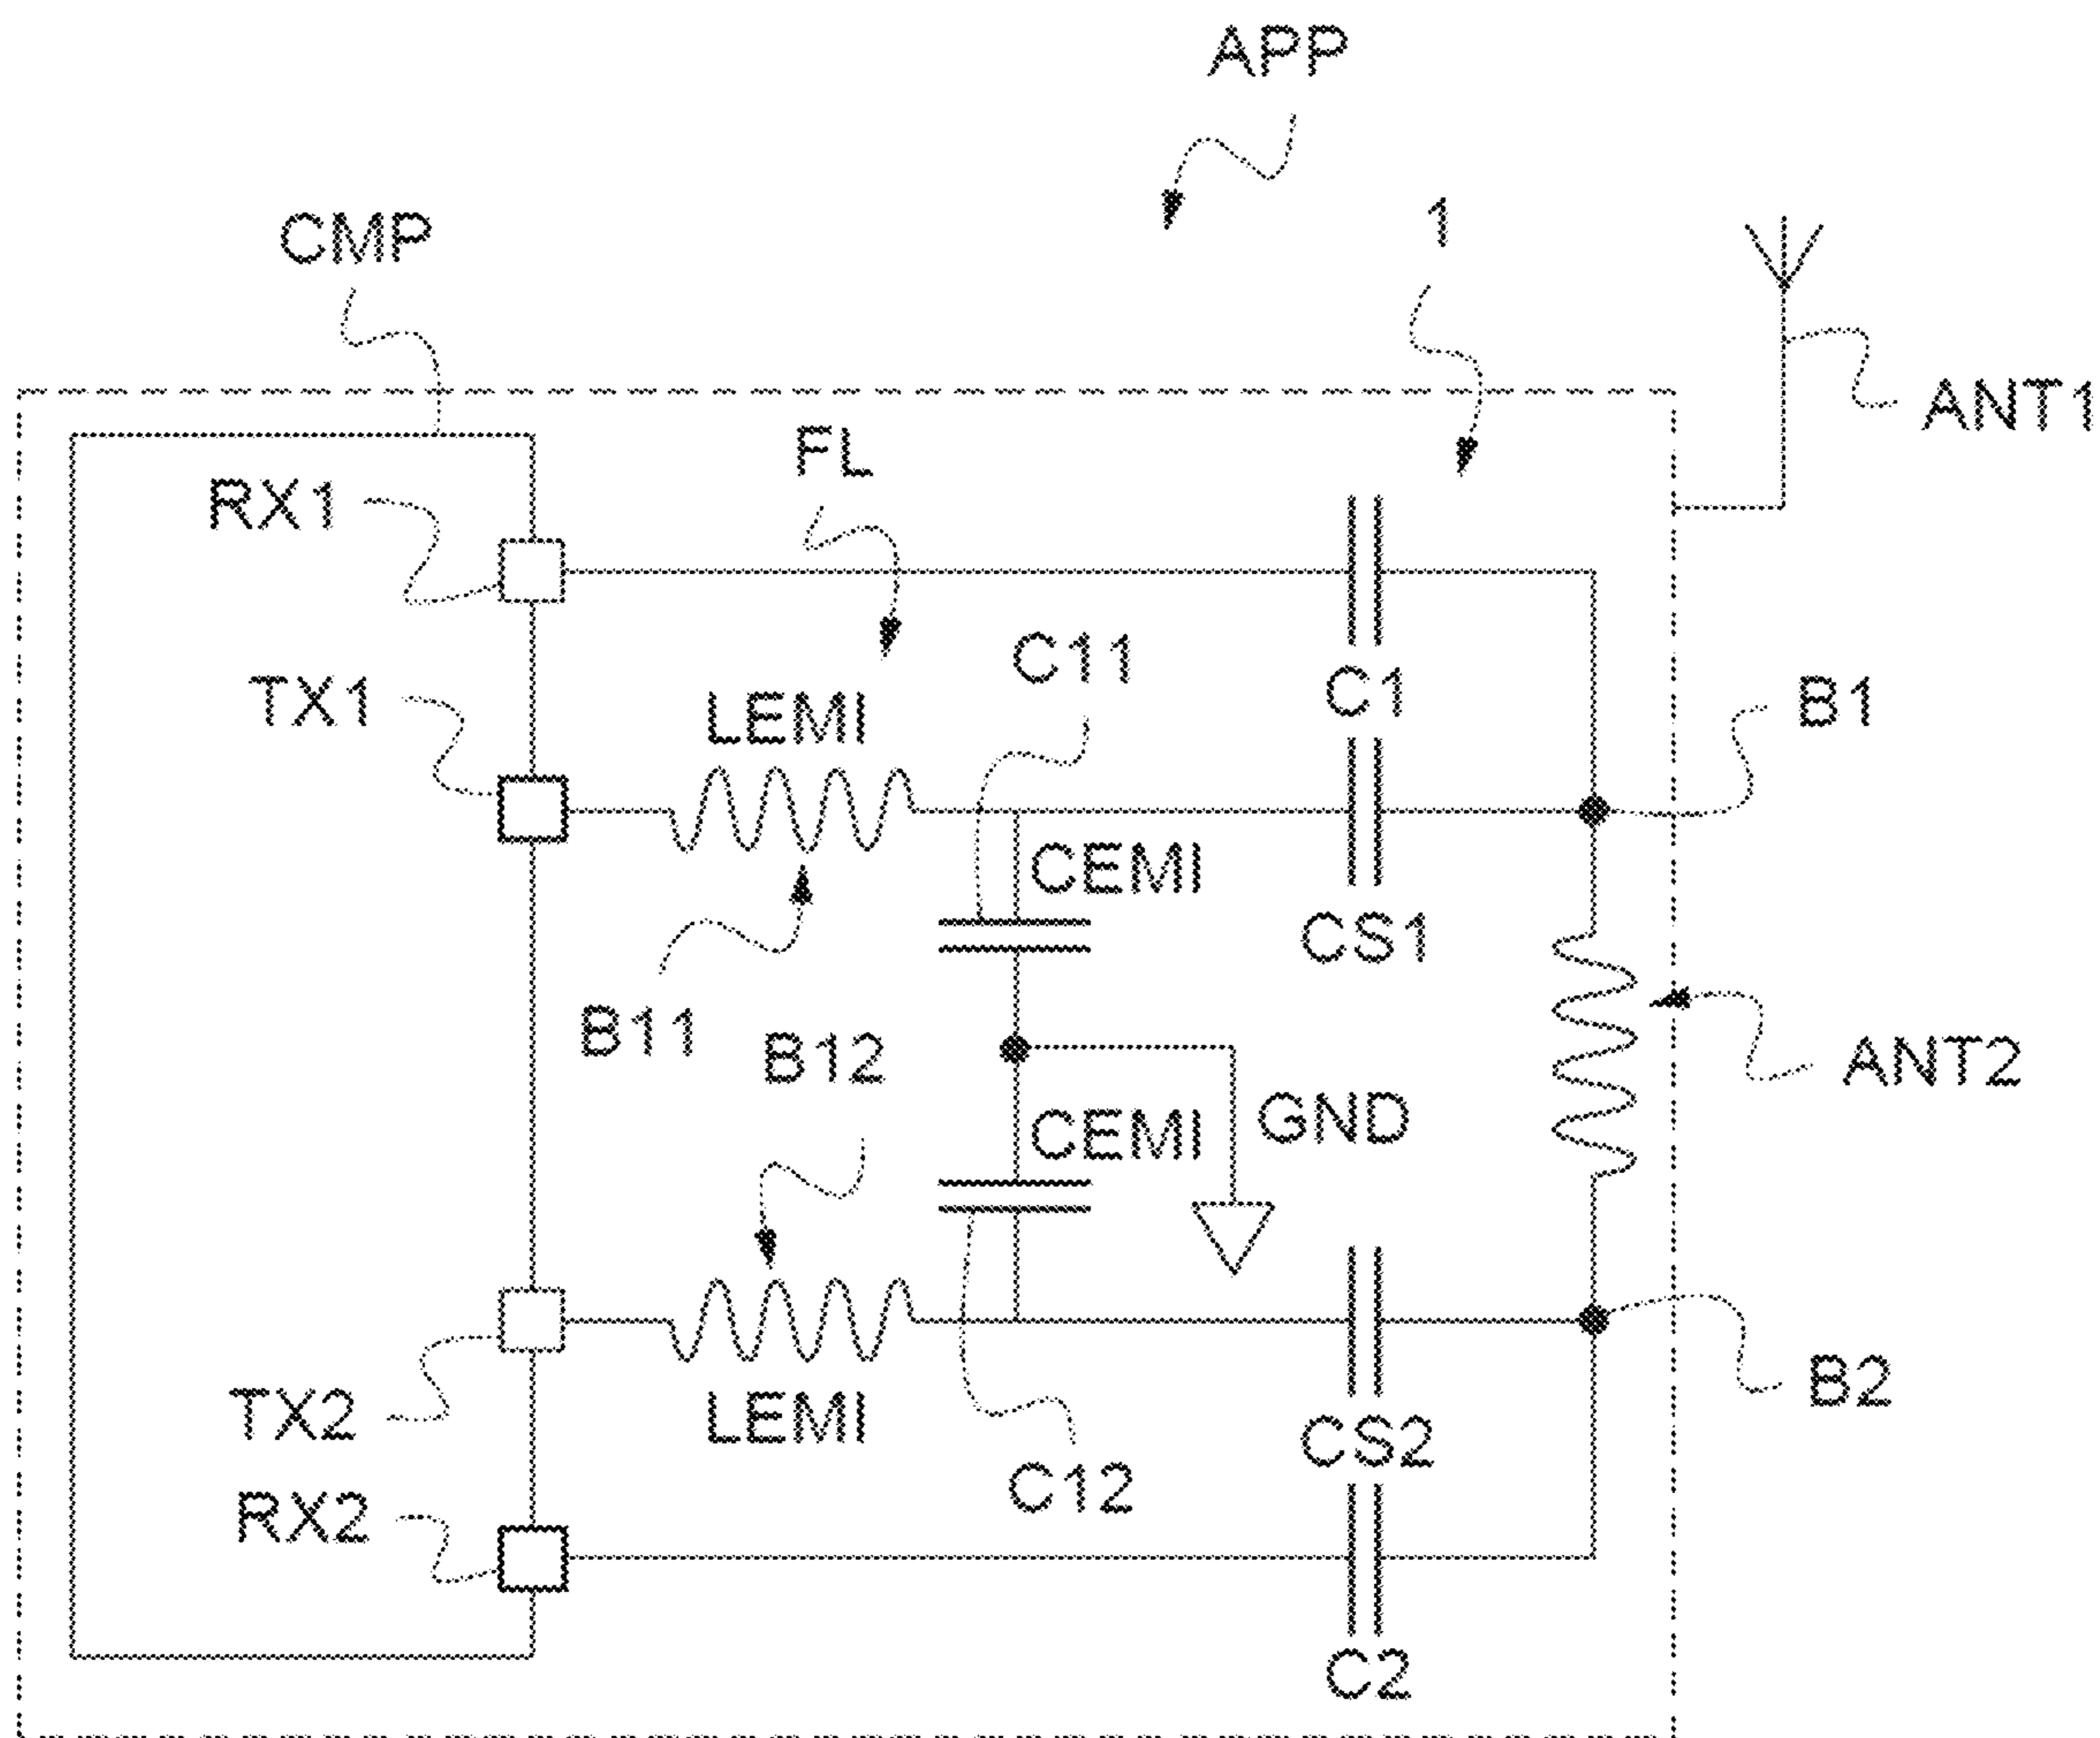 APP
1
CMP
ANT1
FL
RX1
C11
TX1
LEMI
C1
B1
CEMI
CS1
B11
B12
ANT2
CEMI
GND
TX2
LEMI
CS2
B2
C12
RX2
C2